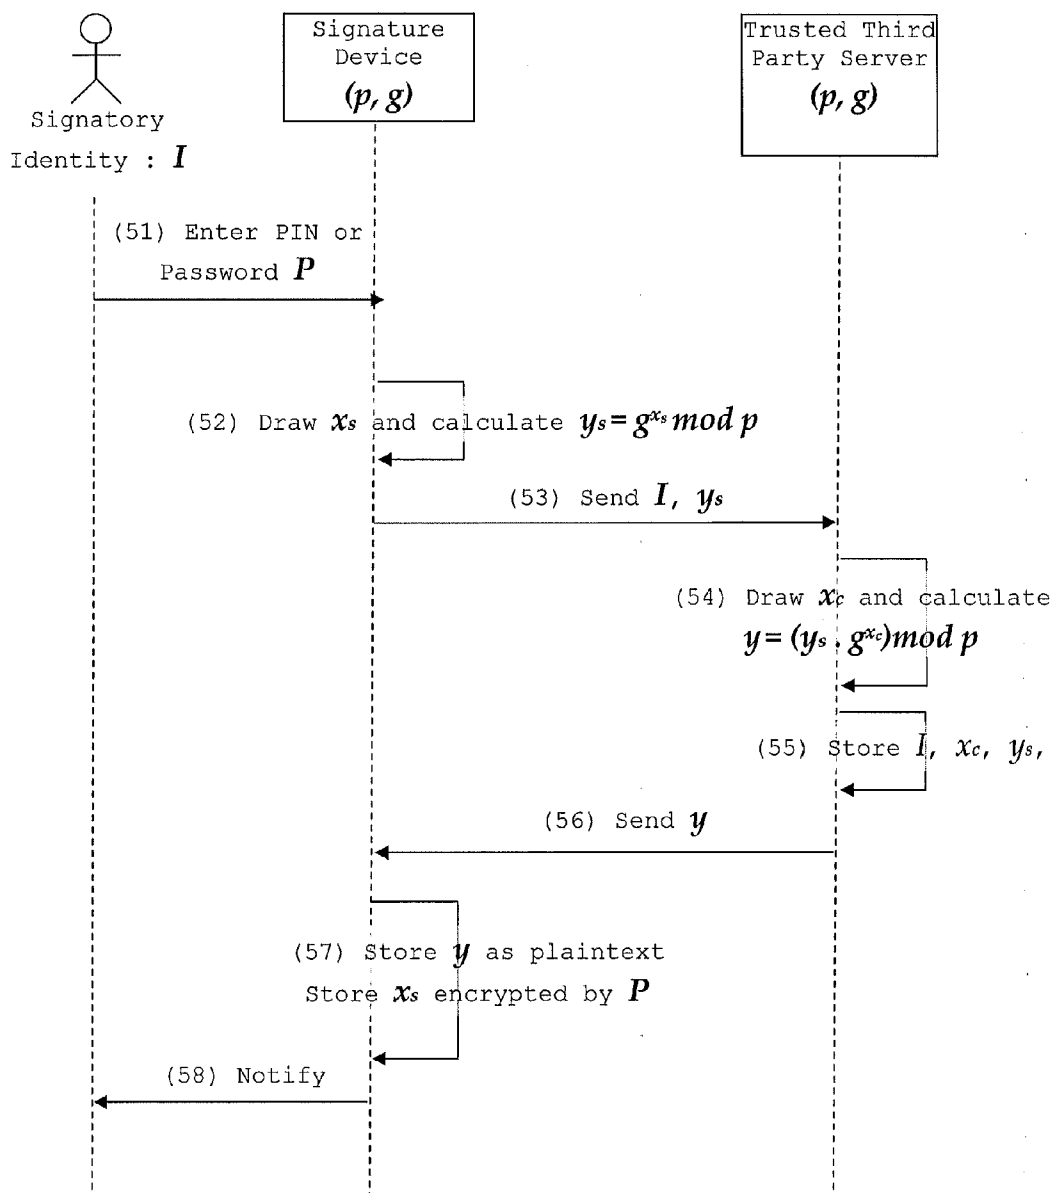 Signature
Device
(p, g)
Trusted Third
Party Server
(p, g)
Signatory
Identity : I
(51) Enter PIN or
Password P
(52) Draw xs and calculate ys = g^xs mod p
(53) Send I, ys
(54) Draw xc and calculate
y = (ys . g^xc) mod p
(55) Store I, xc, ys,
(56) Send y
(57) Store y as plaintext
Store xs encrypted by P
(58) Notify